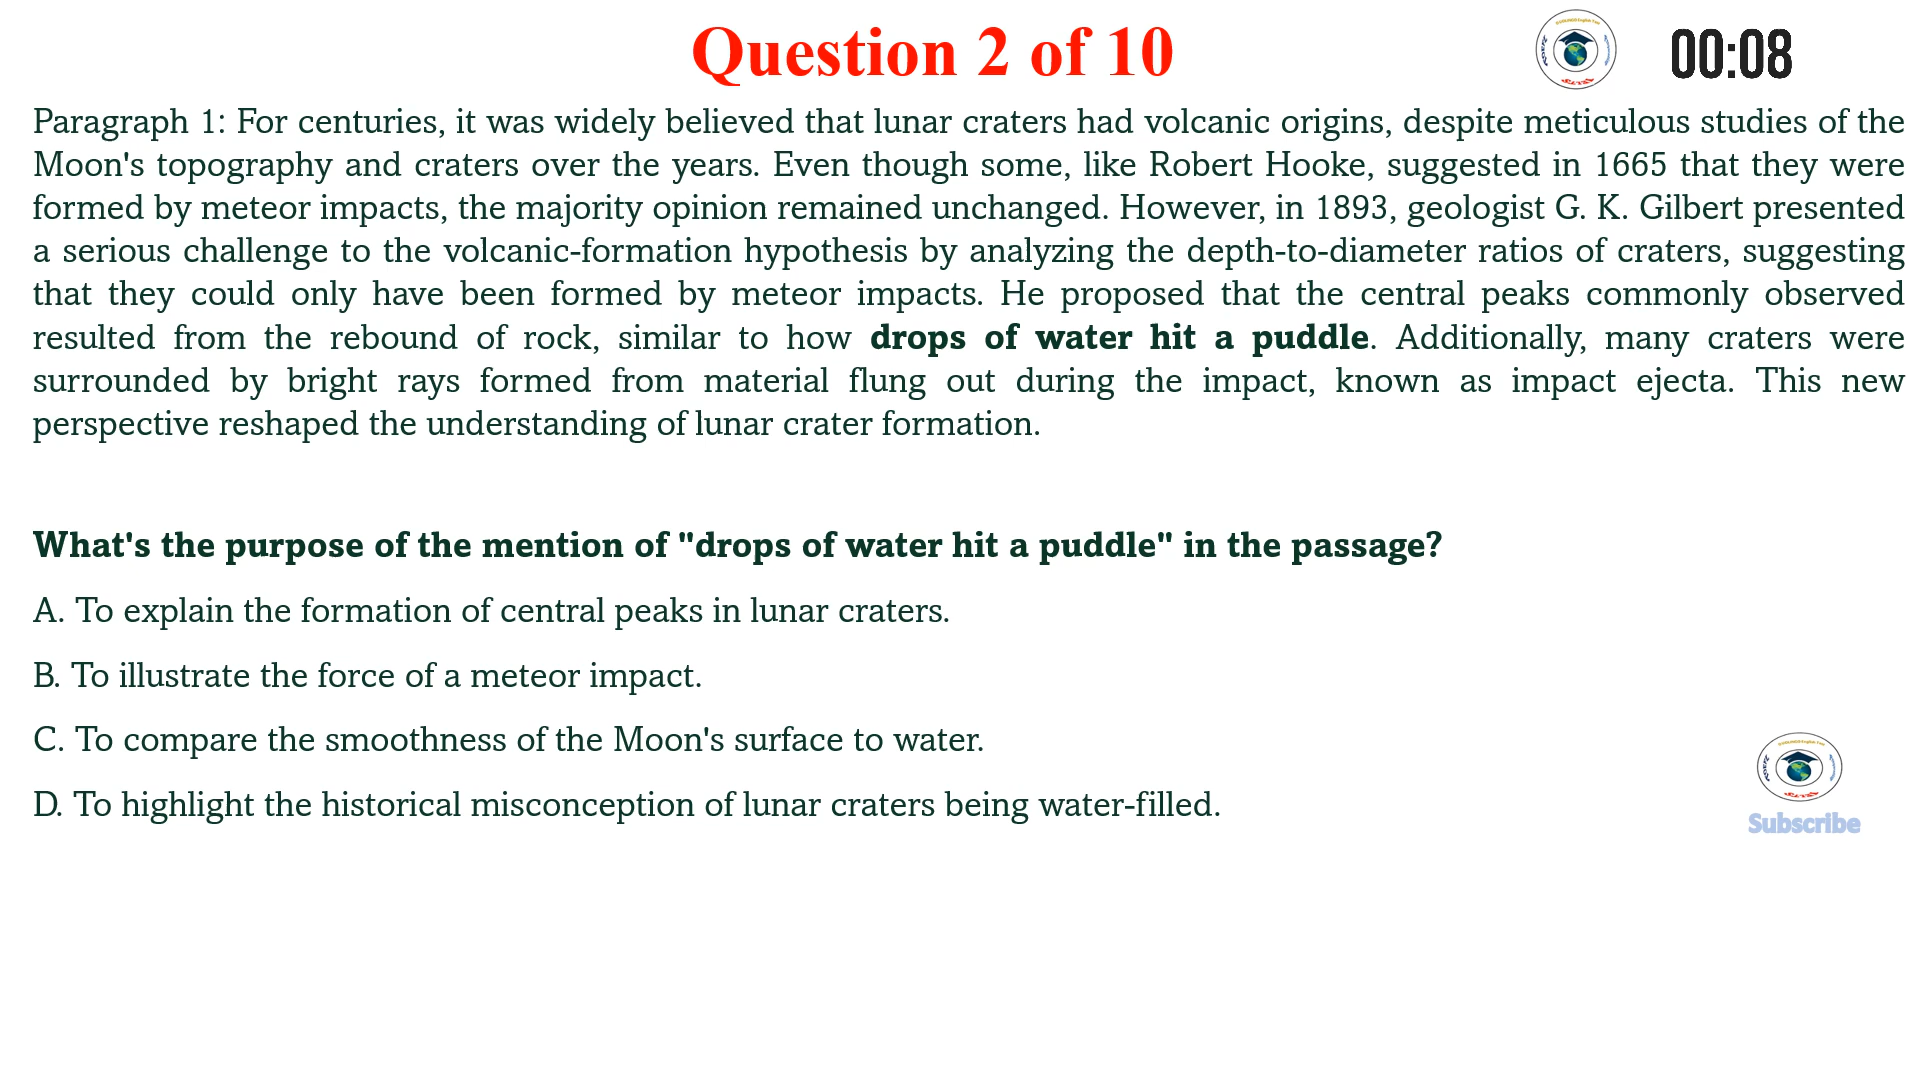 Question 2 of 10
00:08
Paragraph 1: For centuries, it was widely believed that lunar craters had volcanic origins, despite meticulous studies of the
Moon's topography and craters over the years. Even though some, like Robert Hooke, suggested in 1665 that they were
formed by meteor impacts, the majority opinion remained unchanged. However, in 1893, geologist G. K. Gilbert presented
a serious challenge to the volcanic-formation hypothesis by analyzing the depth-to-diameter ratios of craters, suggesting
that they could only have been formed by meteor impacts. He proposed that the central peaks commonly observed
resulted from the rebound of rock, similar to how drops of water hit a puddle. Additionally, many craters were
surrounded by bright rays formed from material flung out during the impact, known as impact ejecta. This new
perspective reshaped the understanding of lunar crater formation.
What's the purpose of the mention of "drops of water hit a puddle" in the passage?
A. To explain the formation of central peaks in lunar craters.
B. To illustrate the force of a meteor impact.
C. To compare the smoothness of the Moon's surface to water.
D. To highlight the historical misconception of lunar craters being water-filled.
Subscribe